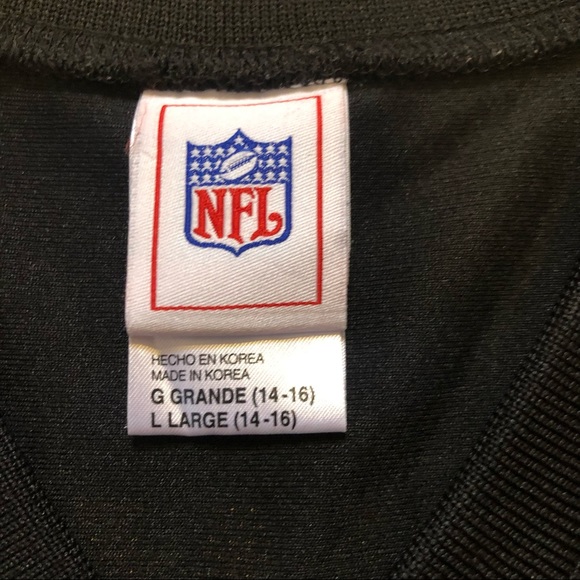 NFL
HECHO EN KOREA
MADE IN KOREA
G GRANDE (14-16)
L LARGE (14-16)